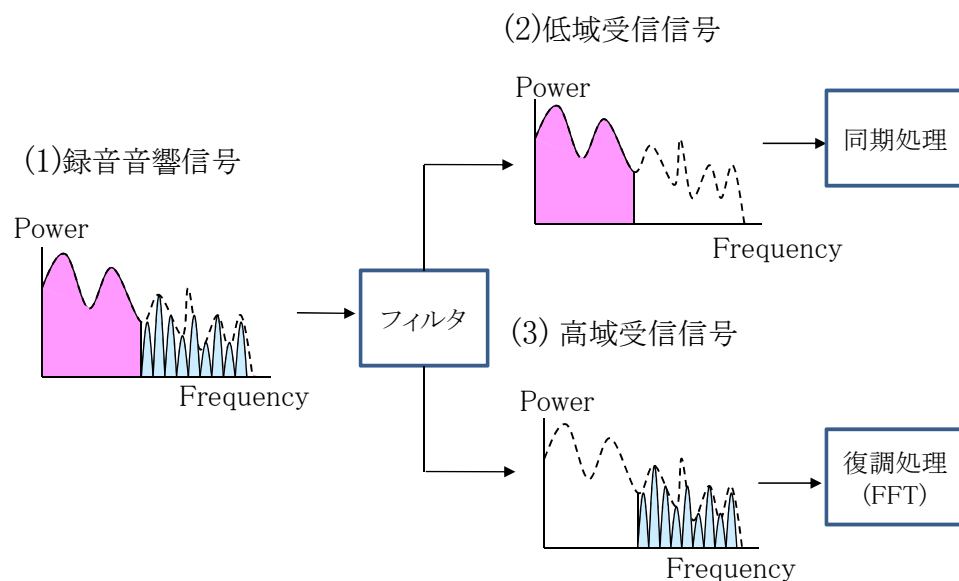 (1)録音音響信号
Power
Frequency
フィルタ
(2)低域受信信号
Power
Frequency
同期処理
(3) 高域受信信号
Power
Frequency
復調処理
(FFT)